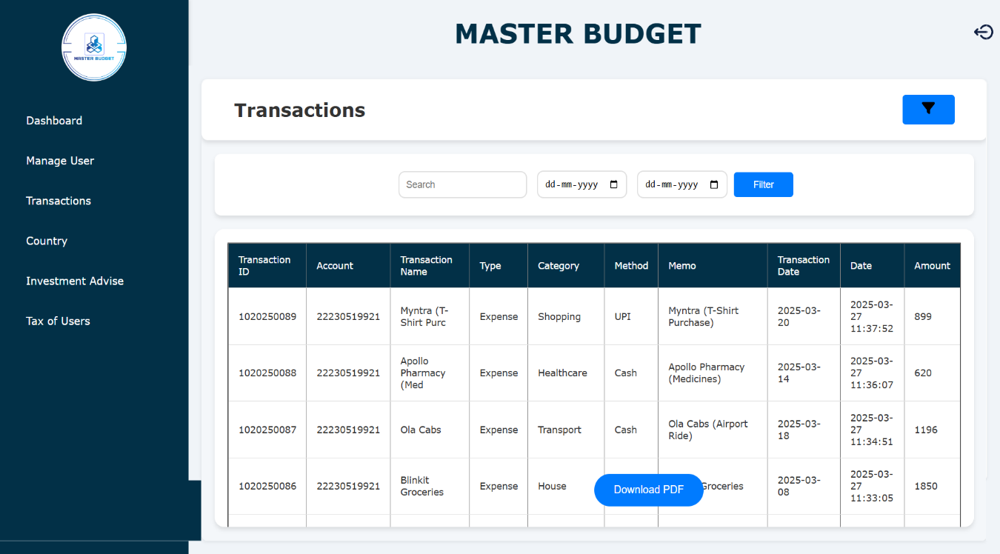 MASTER BUDGET
MASTER BUDGET
Dashboard
Manage User
Transactions
Country
Investment Advise
Tax of Users
Transactions
Search
dd-mm-yyyy
dd-mm-yyyy
Filter
Transaction ID Account Transaction Name Type Category Method Memo Transaction Date Date Amount
1020250089 22230519921 Myntra (T-Shirt Purc Expense Shopping UPI Myntra (T-Shirt Purchase) 2025-03-20 2025-03-27 11:37:52 899
1020250088 22230519921 Apollo Pharmacy (Med Expense Healthcare Cash Apollo Pharmacy (Medicines) 2025-03-14 2025-03-27 11:36:07 620
1020250087 22230519921 Ola Cabs Expense Transport Cash Ola Cabs (Airport Ride) 2025-03-18 2025-03-27 11:34:51 1196
1020250086 22230519921 Blinkit Groceries Expense House Groceries 2025-03-08 2025-03-27 11:33:05 1850
Download PDF